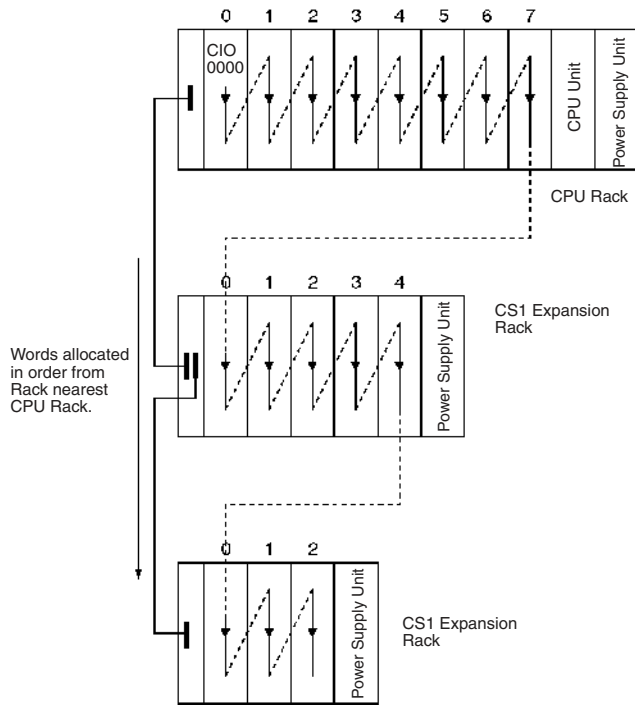 0 1 2 3 4 5 6 7
CIO
0000
CPU Unit
Power Supply Unit
CPU Rack
0 1 2 3 4
Power Supply Unit
CS1 Expansion
Rack
Words allocated
in order from
Rack nearest
CPU Rack.
0 1 2
Power Supply Unit
CS1 Expansion
Rack